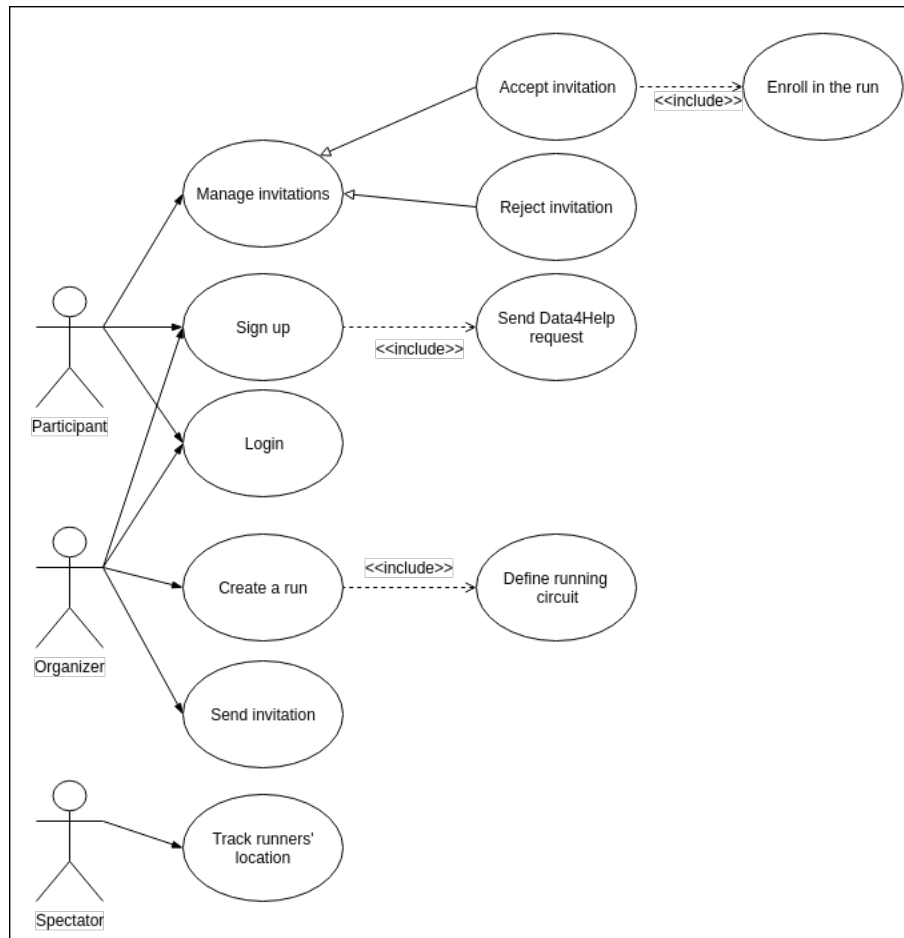 Accept invitation
<<include>>
Enroll in the run
Manage invitations
Reject invitation
Participant
Sign up
<<include>>
Send Data4Help
request
Login
Organizer
Create a run
<<include>>
Define running
circuit
Send invitation
Spectator
Track runners'
location